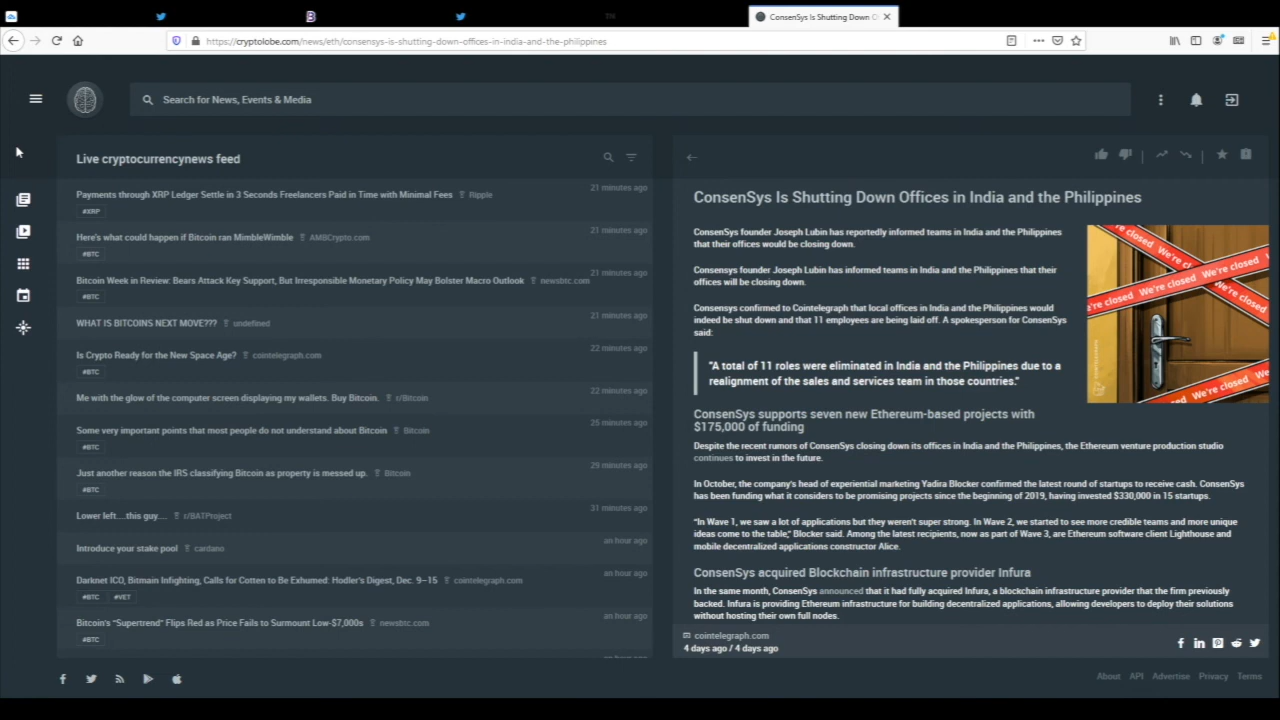 ConsenSys Is Shutting Down O
https://cryptolobe.com/news/eth/consensys-is-shutting-down-offices-in-india-and-the-philippines
Search for News, Events & Media
Live cryptocurrencynews feed
Payments through XRP Ledger Settle in 3 Seconds Freelancers Paid in Time with Minimal Fees Ripple
21 minutes ago
#XRP
Here's what could happen if Bitcoin ran MimbleWimble AMBCrypto.com
21 minutes ago
#BTC
Bitcoin Week in Review: Bears Attack Key Support, But Irresponsible Monetary Policy May Bolster Macro Outlook newsbtc.com
21 minutes ago
#BTC
WHAT IS BITCOINS NEXT MOVE??? undefined
21 minutes ago
Is Crypto Ready for the New Space Age? cointelegraph.com
22 minutes ago
#BTC
Me with the glow of the computer screen displaying my wallets. Buy Bitcoin. r/Bitcoin
22 minutes ago
Some very important points that most people do not understand about Bitcoin Bitcoin
25 minutes ago
#BTC
Just another reason the IRS classifying Bitcoin as property is messed up. Bitcoin
29 minutes ago
#BTC
Lower left....this guy.... r/BATProject
31 minutes ago
Introduce your stake pool cardano
an hour ago
Darknet ICO, Bitmain Infighting, Calls for Cotten to Be Exhumed: Hodler's Digest, Dec. 9–15 cointelegraph.com
an hour ago
#BTC #VET
Bitcoin's "Supertrend" Flips Red as Price Fails to Surmount Low-$7,000s newsbtc.com
an hour ago
#BTC
an hour ago
ConsenSys Is Shutting Down Offices in India and the Philippines
ConsenSys founder Joseph Lubin has reportedly informed teams in India and the Philippines
that their offices would be closing down.
Consensys founder Joseph Lubin has informed teams in India and the Philippines that their
offices will be closing down.
Consensys confirmed to Cointelegraph that local offices in India and the Philippines would
indeed be shut down and that 11 employees are being laid off. A spokesperson for ConsenSys
said:
"A total of 11 roles were eliminated in India and the Philippines due to a
realignment of the sales and services team in those countries."
We're closed We're closed
We're closed We're closed We're closed
We're closed
We're closed
ConsenSys supports seven new Ethereum-based projects with
$175,000 of funding
Despite the recent rumors of ConsenSys closing down its offices in India and the Philippines, the Ethereum venture production studio
continues to invest in the future.
In October, the company's head of experiential marketing Yadira Blocker confirmed the latest round of startups to receive cash. ConsenSys
has been funding what it considers to be promising projects since the beginning of 2019, having invested $330,000 in 15 startups.
"In Wave 1, we saw a lot of applications but they weren't super strong. In Wave 2, we started to see more credible teams and more unique
ideas come to the table," Blocker said. Among the latest recipients, now as part of Wave 3, are Ethereum software client Lighthouse and
mobile decentralized applications constructor Alice.
ConsenSys acquired Blockchain infrastructure provider Infura
In the same month, ConsenSys announced that it had fully acquired Infura, a blockchain infrastructure provider that the firm previously
backed. Infura is providing Ethereum infrastructure for building decentralized applications, allowing developers to deploy their solutions
without hosting their own full nodes.
cointelegraph.com
4 days ago / 4 days ago
About API Advertise Privacy Terms